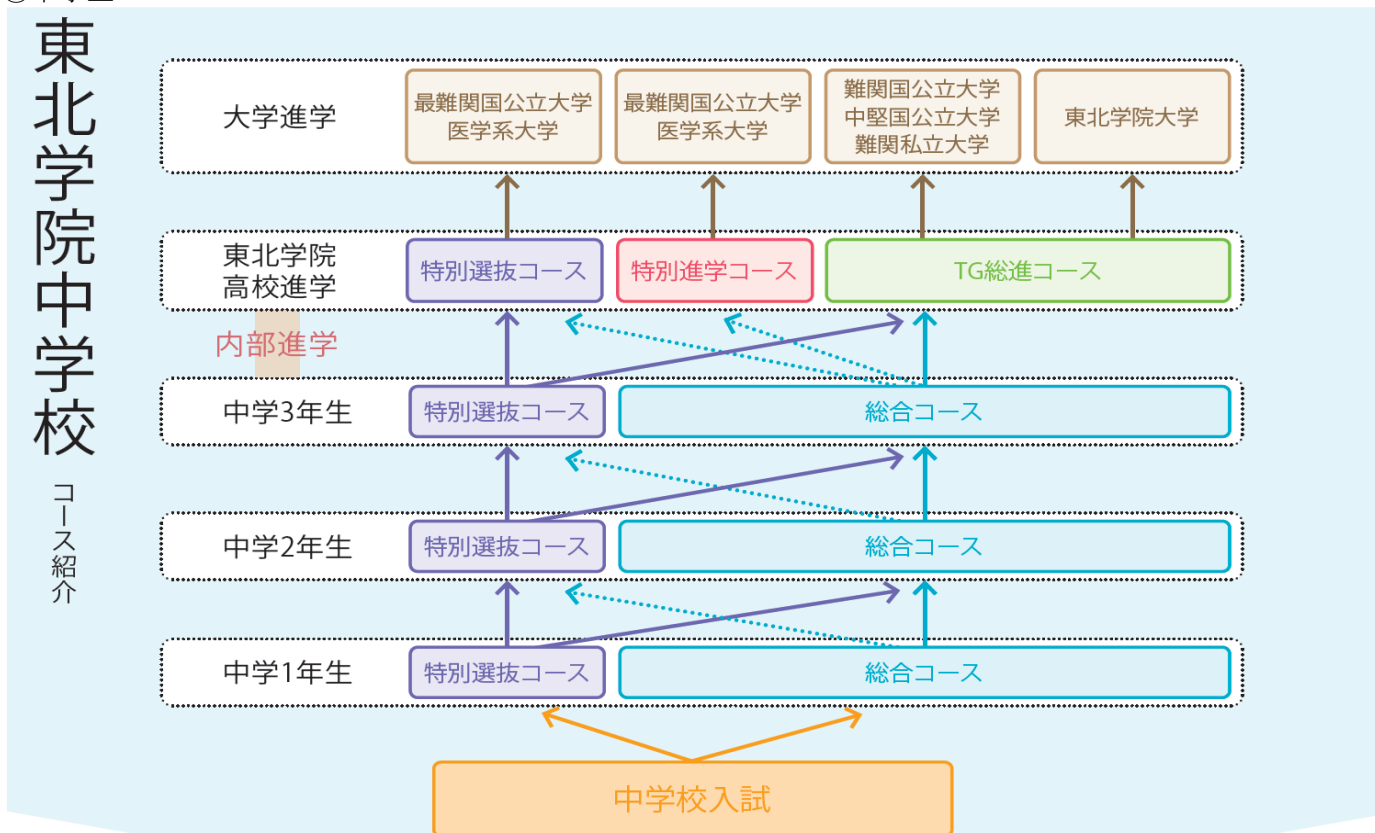 東北学院中学校
コース紹介
大学進学
最難関国公立大学
医学系大学
最難関国公立大学
医学系大学
難関国公立大学
中堅国公立大学
難関私立大学
東北学院大学
東北学院
高校進学
特別選抜コース
特別進学コース
TG総進コース
内部進学
中学3年生
特別選抜コース
総合コース
中学2年生
特別選抜コース
総合コース
中学1年生
特別選抜コース
総合コース
中学校入試